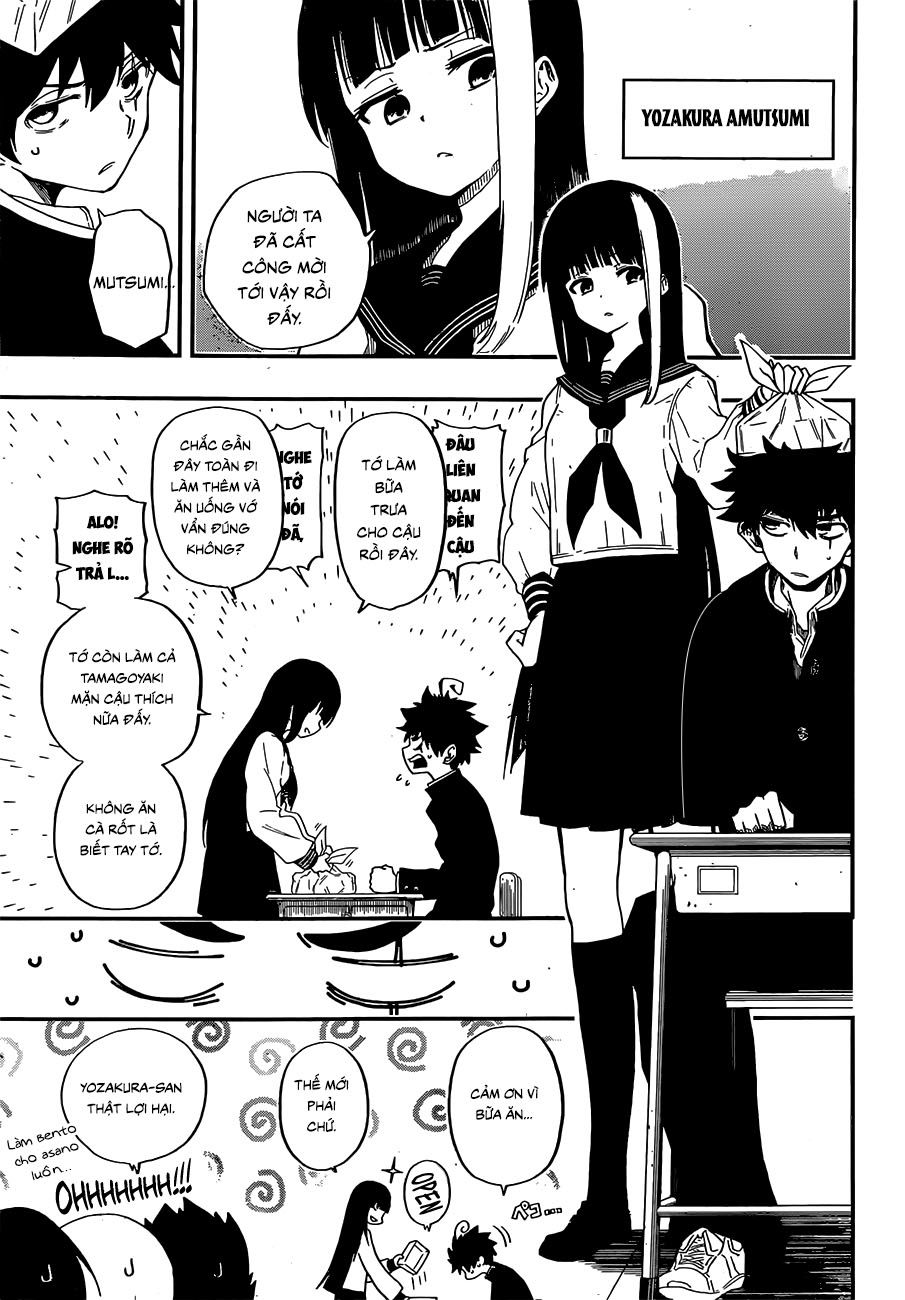 YOZAKURA AMUTSUMI
NGƯỜI TA
ĐÃ CẤT
CÔNG MỜI
TỚI VẬY RỒI
ĐẤY.
MUTSUMI...
ĐÂU
LIÊN
QUAN
ĐẾN
CẬU
TỚ LÀM
BỮA
TRƯA
CHO CẬU
RỒI ĐÂY.
NGHE
TỚ
NÓI
ĐÃ,
CHẮC GẦN
ĐÂY TOÀN ĐI
LÀM THÊM VÀ
ĂN UỐNG VỚ
VẨN ĐÚNG
KHÔNG?
ALO!
NGHE RÕ
TRẢ L...
TỚ CÒN LÀM CẢ
TAMAGOYAKI
MẶN CẬU THÍCH
NỮA ĐẤY.
KHÔNG ĂN
CÀ RỐT LÀ
BIẾT TAY TỚ.
CẢM ƠN VÌ
BỮA ĂN...
THẾ MỚI
PHẢI
CHỨ.
YOZAKURA-SAN
THẬT LỢI HẠI.
Làm Bento
cho asano
luôn...
OHHHHHHH!!!
OPEN
ペコ...